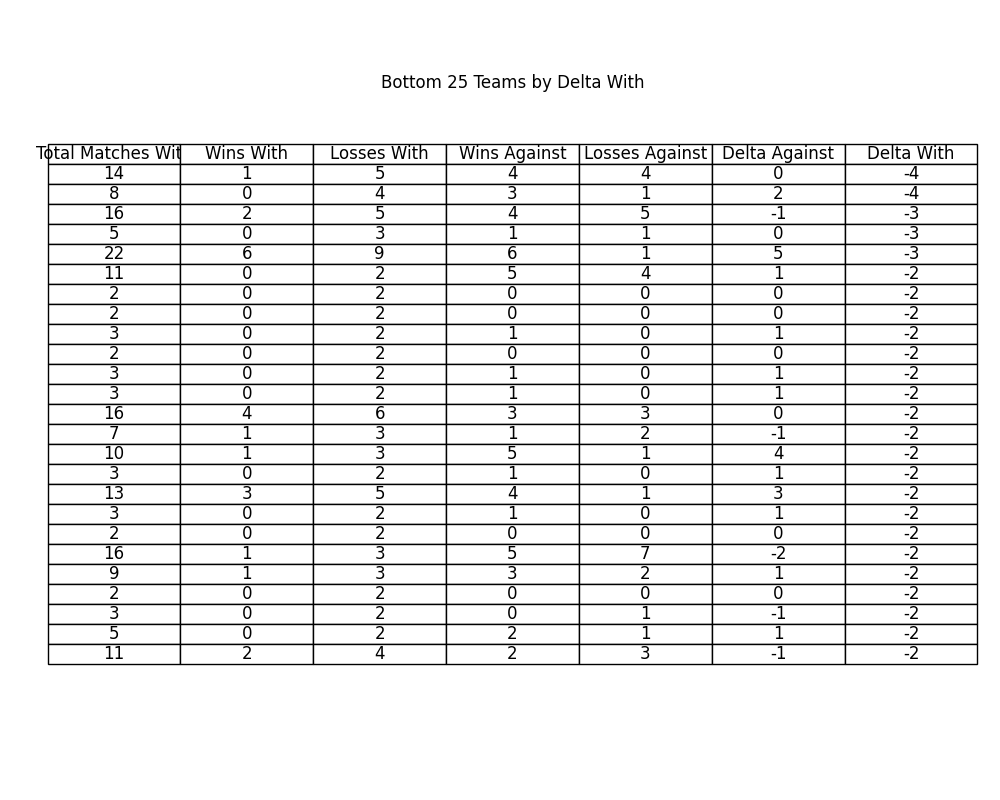 Bottom 25 Teams by Delta With
Total Matches Wit Wins With Losses With Wins Against Losses Against Delta Against Delta With
14 1 5 4 4 0 -4
8 0 4 3 1 2 -4
16 2 5 4 5 -1 -3
5 0 3 1 1 0 -3
22 6 9 6 1 5 -3
11 0 2 5 4 1 -2
2 0 2 0 0 0 -2
2 0 2 0 0 0 -2
3 0 2 1 0 1 -2
2 0 2 0 0 0 -2
3 0 2 1 0 1 -2
3 0 2 1 0 1 -2
16 4 6 3 3 0 -2
7 1 3 1 2 -1 -2
10 1 3 5 1 4 -2
3 0 2 1 0 1 -2
13 3 5 4 1 3 -2
3 0 2 1 0 1 -2
2 0 2 0 0 0 -2
16 1 3 5 7 -2 -2
9 1 3 3 2 1 -2
2 0 2 0 0 0 -2
3 0 2 0 1 -1 -2
5 0 2 2 1 1 -2
11 2 4 2 3 -1 -2